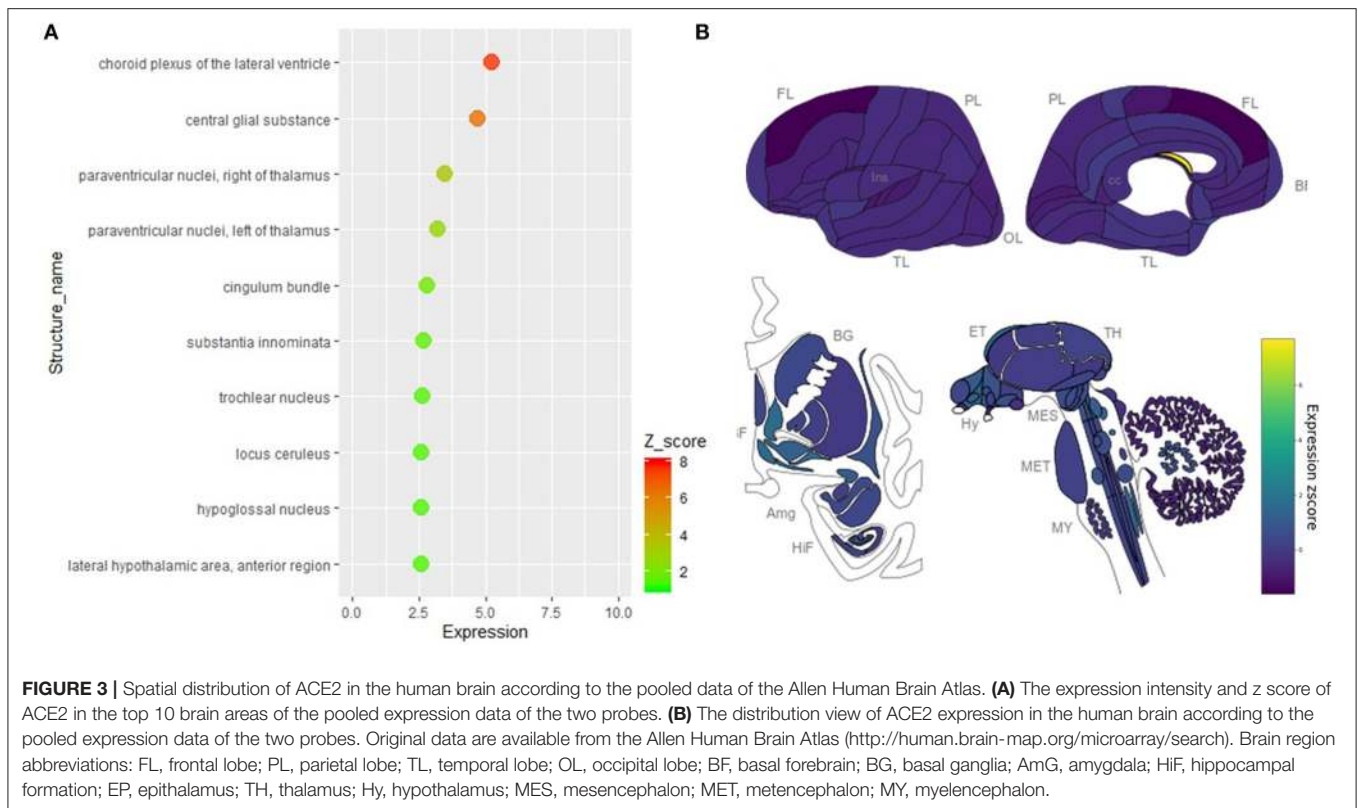 A
choroid plexus of the lateral ventricle
central glial substance
paraventricular nuclei, right of thalamus
paraventricular nuclei, left of thalamus
cingulum bundle
substantia innominata
trochlear nucleus
locus ceruleus
hypoglossal nucleus
lateral hypothalamic area, anterior region
Structure_name
0.0 2.5 5.0 7.5 10.0
Expression
Z_score
8
6
4
2
B
FL
PL
Ins
OL
TL
PL
FL
cc
BI
TL
BG
iF
Amg
HiF
ET
TH
Hy
MES
MET
MY
6
4
2
0
Expression zscore
FIGURE 3 | Spatial distribution of ACE2 in the human brain according to the pooled data of the Allen Human Brain Atlas. (A) The expression intensity and z score of
ACE2 in the top 10 brain areas of the pooled expression data of the two probes. (B) The distribution view of ACE2 expression in the human brain according to the
pooled expression data of the two probes. Original data are available from the Allen Human Brain Atlas (http://human.brain-map.org/microarray/search). Brain region
abbreviations: FL, frontal lobe; PL, parietal lobe; TL, temporal lobe; OL, occipital lobe; BF, basal forebrain; BG, basal ganglia; AmG, amygdala; HiF, hippocampal
formation; EP, epithalamus; TH, thalamus; Hy, hypothalamus; MES, mesencephalon; MET, metencephalon; MY, myelencephalon.